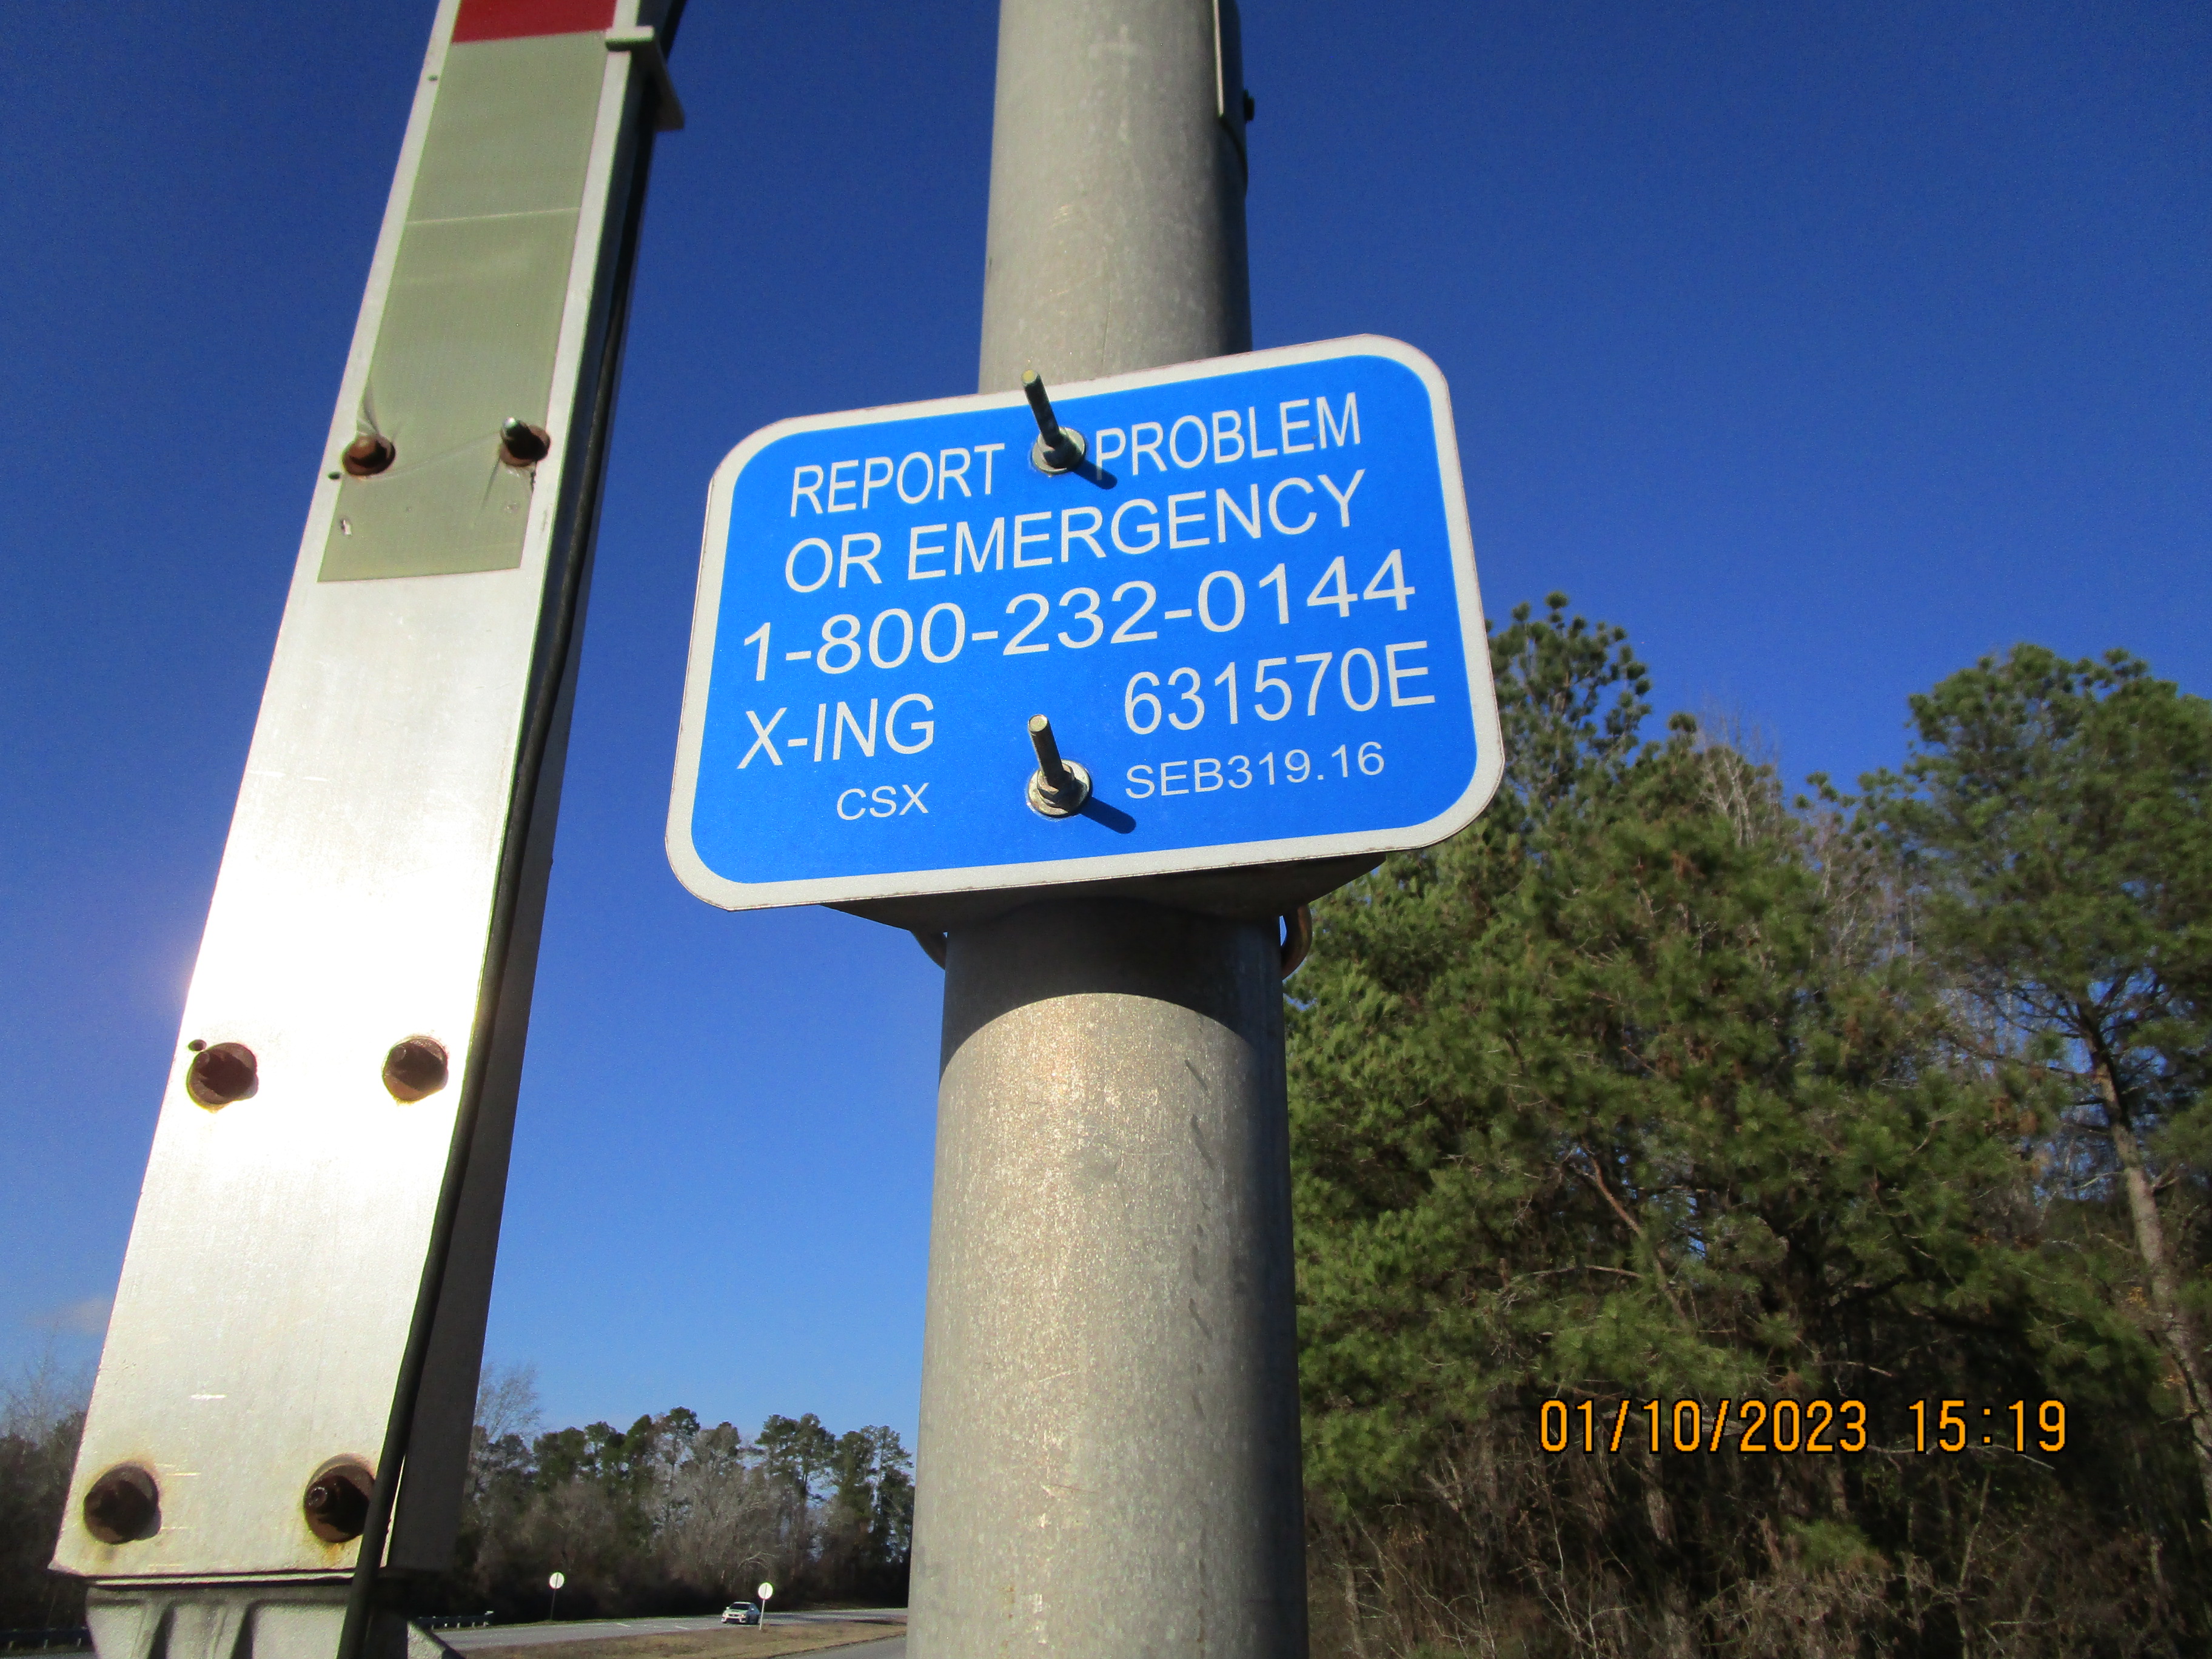 REPORT PROBLEM
OR EMERGENCY
1-800-232-0144
X-ING 631570E
CSX SEB319.16
01/10/2023 15:19